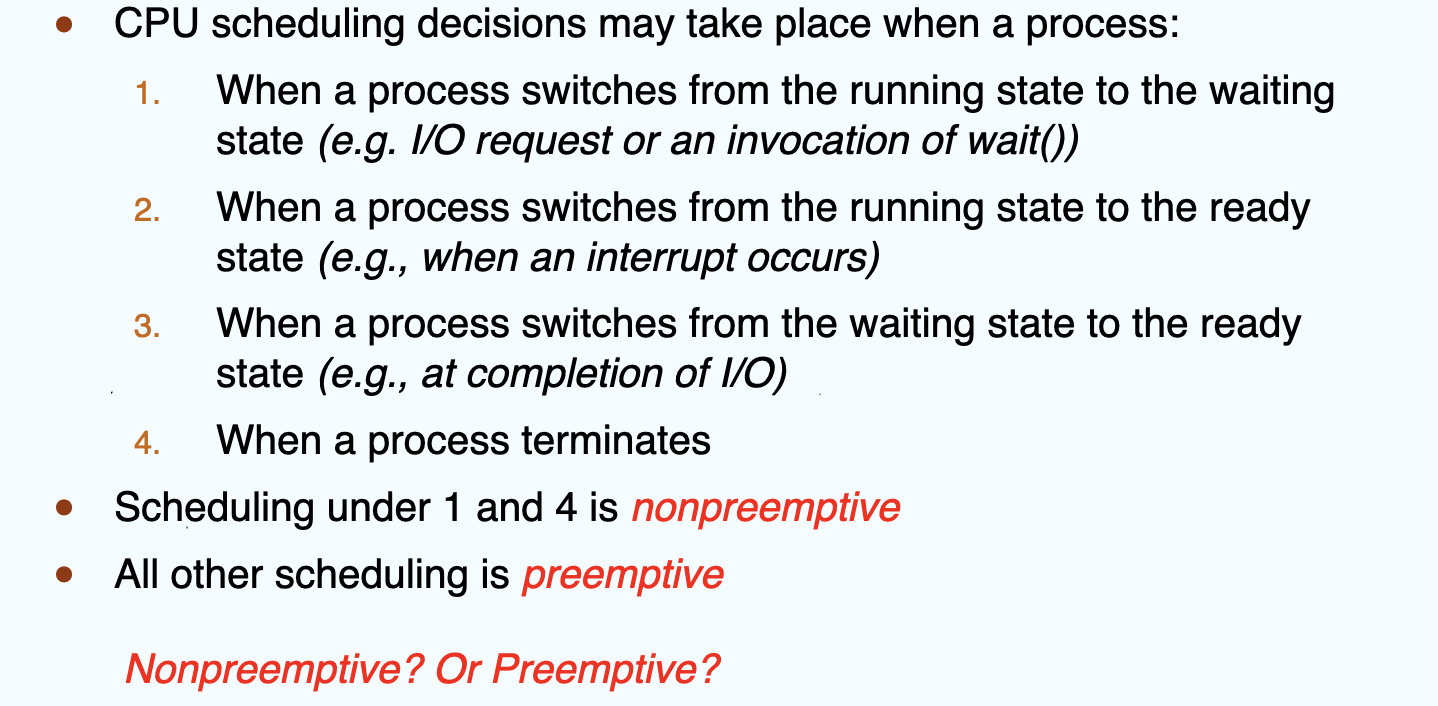 • CPU scheduling decisions may take place when a process:
1. When a process switches from the running state to the waiting
state (e.g. I/O request or an invocation of wait())
2. When a process switches from the running state to the ready
state (e.g., when an interrupt occurs)
3. When a process switches from the waiting state to the ready
state (e.g., at completion of I/O)
4. When a process terminates
• Scheduling under 1 and 4 is nonpreemptive
• All other scheduling is preemptive
Nonpreemptive? Or Preemptive?